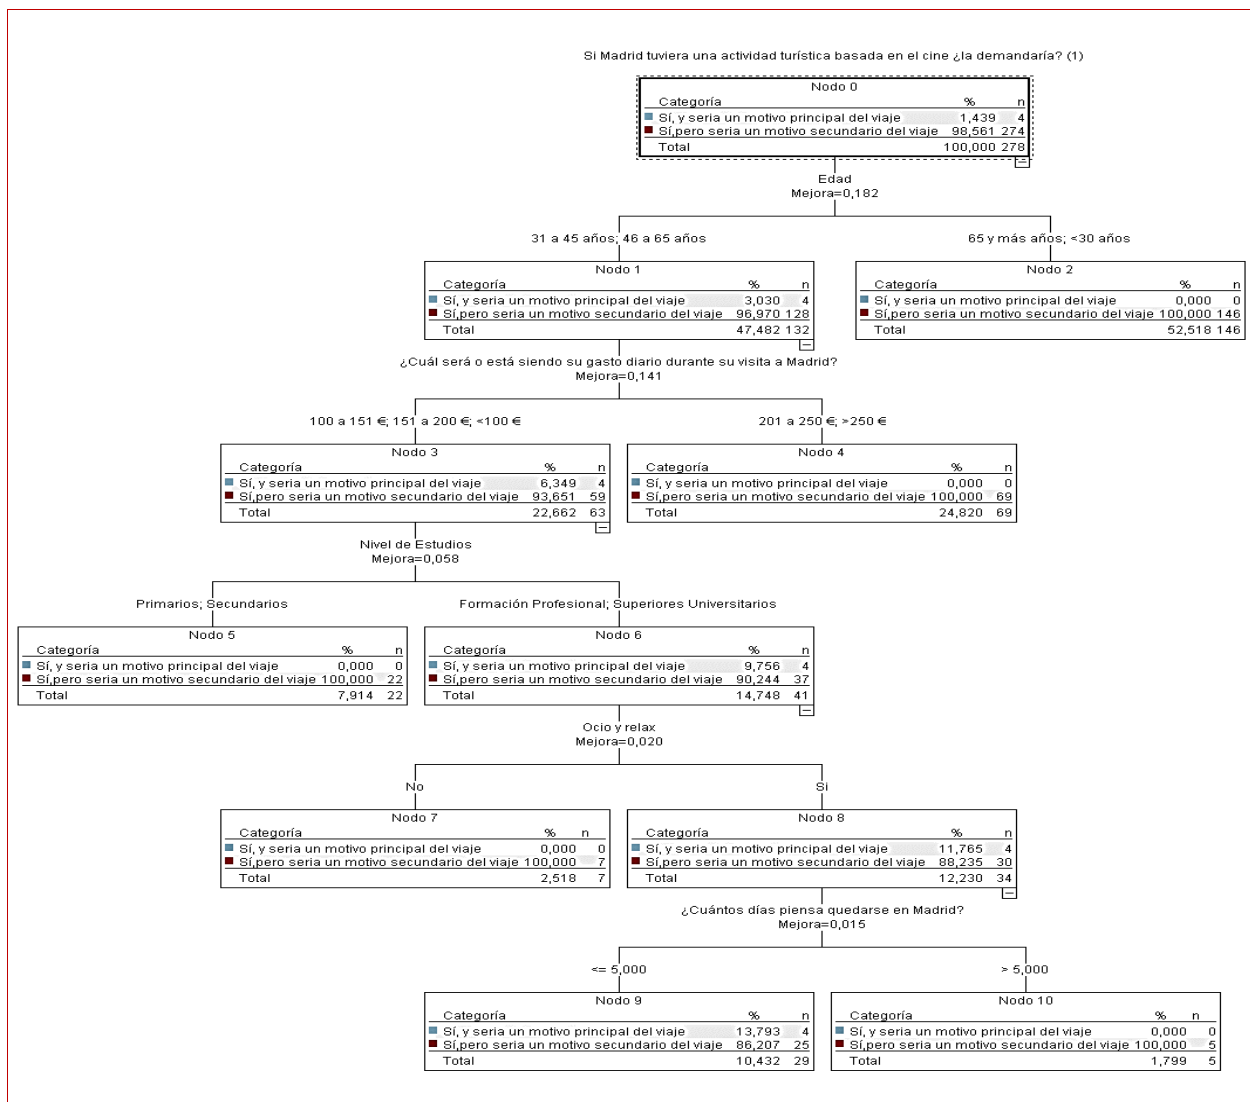 Si Madrid tuviera una actividad turística basada en el cine ¿la demandaría? (1)
Nodo 0
Categoría % n
Sí, y seria un motivo principal del viaje 1,439 4
Sí,pero seria un motivo secundario del viaje 98,561 274
Total 100,000 278
Edad
Mejora=0,182
31 a 45 años; 46 a 65 años
65 y más años; <30 años
Nodo 1
Categoría % n
Sí, y seria un motivo principal del viaje 3,030 4
Sí,pero seria un motivo secundario del viaje 96,970 128
Total 47,482 132
Nodo 2
Categoría % n
Sí, y seria un motivo principal del viaje 0,000 0
Sí,pero seria un motivo secundario del viaje 100,000 146
Total 52,518 146
¿Cuál será o está siendo su gasto diario durante su visita a Madrid?
Mejora=0,141
100 a 151 €; 151 a 200 €; <100 €
201 a 250 €; >250 €
Nodo 3
Categoría % n
Sí, y seria un motivo principal del viaje 6,349 4
Sí,pero seria un motivo secundario del viaje 93,651 59
Total 22,662 63
Nodo 4
Categoría % n
Sí, y seria un motivo principal del viaje 0,000 0
Sí,pero seria un motivo secundario del viaje 100,000 69
Total 24,820 69
Nivel de Estudios
Mejora=0,058
Primarios; Secundarios
Formación Profesional; Superiores Universitarios
Nodo 5
Categoría % n
Sí, y seria un motivo principal del viaje 0,000 0
Sí,pero seria un motivo secundario del viaje 100,000 22
Total 7,914 22
Nodo 6
Categoría % n
Sí, y seria un motivo principal del viaje 9,756 4
Sí,pero seria un motivo secundario del viaje 90,244 37
Total 14,748 41
Ocio y relax
Mejora=0,020
No
Si
Nodo 7
Categoría % n
Sí, y seria un motivo principal del viaje 0,000 0
Sí,pero seria un motivo secundario del viaje 100,000 7
Total 2,518 7
Nodo 8
Categoría % n
Sí, y seria un motivo principal del viaje 11,765 4
Sí,pero seria un motivo secundario del viaje 88,235 30
Total 12,230 34
¿Cuántos días piensa quedarse en Madrid?
Mejora=0,015
<= 5,000
> 5,000
Nodo 9
Categoría % n
Sí, y seria un motivo principal del viaje 13,793 4
Sí,pero seria un motivo secundario del viaje 86,207 25
Total 10,432 29
Nodo 10
Categoría % n
Sí, y seria un motivo principal del viaje 0,000 0
Sí,pero seria un motivo secundario del viaje 100,000 5
Total 1,799 5